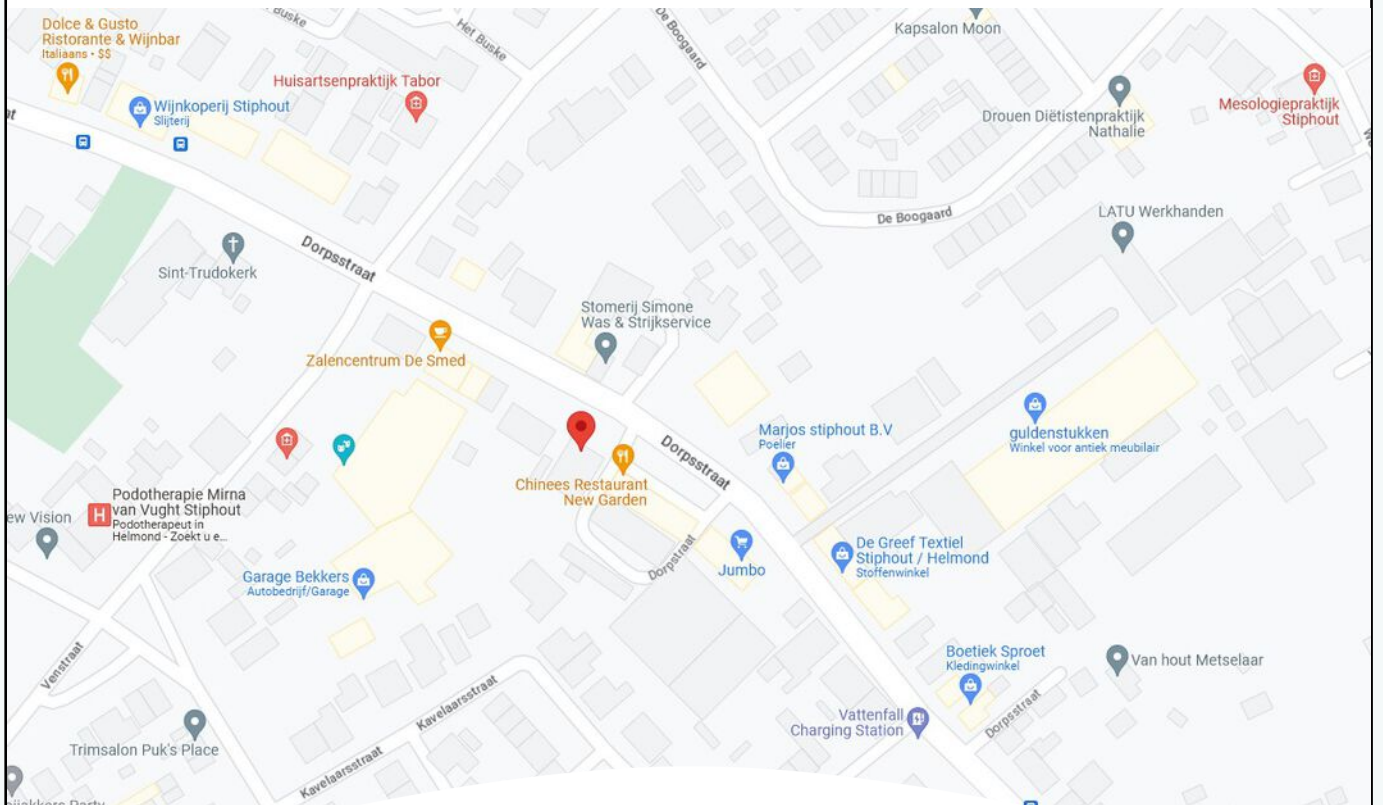 Dolce & Gusto
Ristorante & Wijnbar
Italiaans • $$
Buske
Het Buske
De Boogaard
Kapsalon Moon
Huisartsenpraktijk Tabor
Wijnkoperij Stiphout
Slijterij
Mesologiepraktijk
Stiphout
Drouen Diëtistenpraktijk
Nathalie
De Boogaard
LATU Werkhanden
Dorpsstraat
Sint-Trudokerk
Stomerij Simone
Was & Strijkservice
Zalencentrum De Smed
Marjos stiphout B.V
Poelier
guldenstukken
Winkel voor antiek meubilair
Dorpsstraat
Chinees Restaurant
New Garden
Podotherapie Mirna
van Vught Stiphout
Podotherapeut in
Helmond - Zoekt u e...
H
ew Vision
De Greef Textiel
Stiphout / Helmond
Stoffenwinkel
Dorpstraat
Jumbo
Garage Bekkers
Autobedrijf/Garage
Venstraat
Boetiek Sproet
Kledingwinkel
Van hout Metselaar
Kavelaarsstraat
Dorpsstraat
Vattenfall
Charging Station
Trimsalon Puk's Place
Kavelaarsstraat